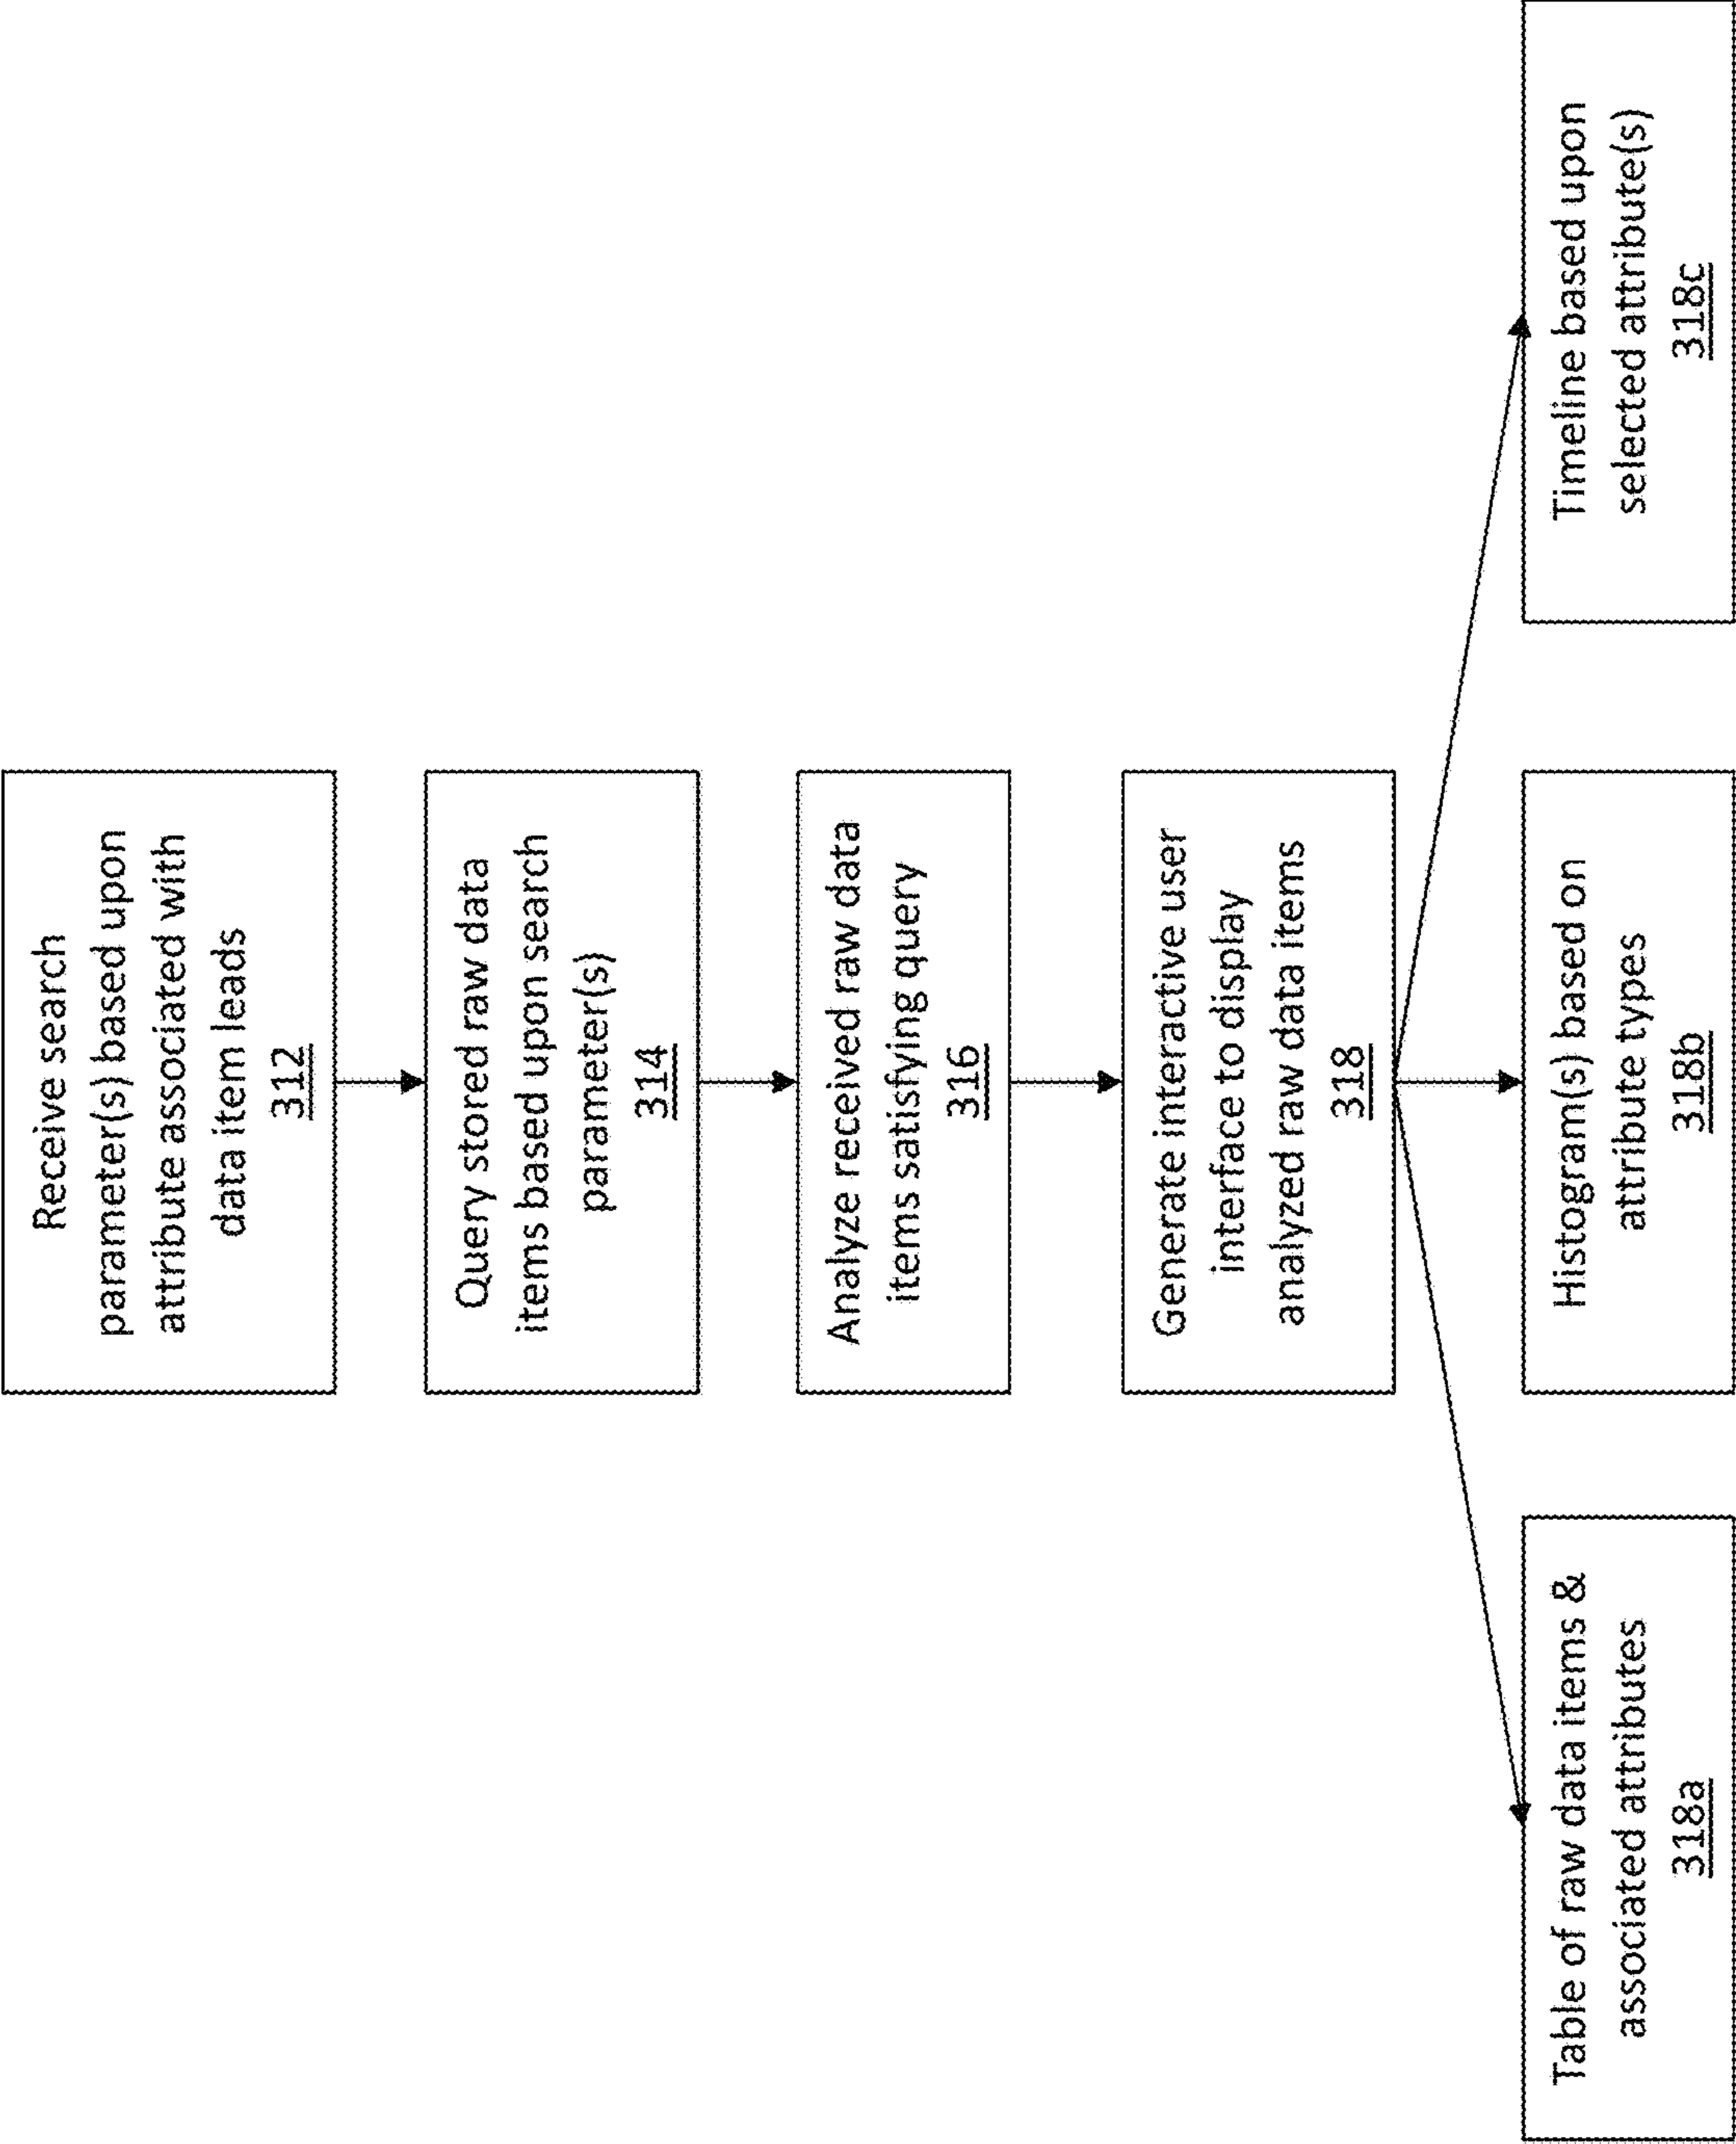 Receive search
parameter(s) based upon
attribute associated with
data item leads
312
Query stored raw data
items based upon search
parameter(s)
314
Analyze received raw data
items satisfying query
316
Generate interactive user
interface to display
analyzed raw data items
318
Table of raw data items &
associated attributes
318a
Histogram(s) based on
attribute types
318b
Timeline based upon
selected attribute(s)
318c